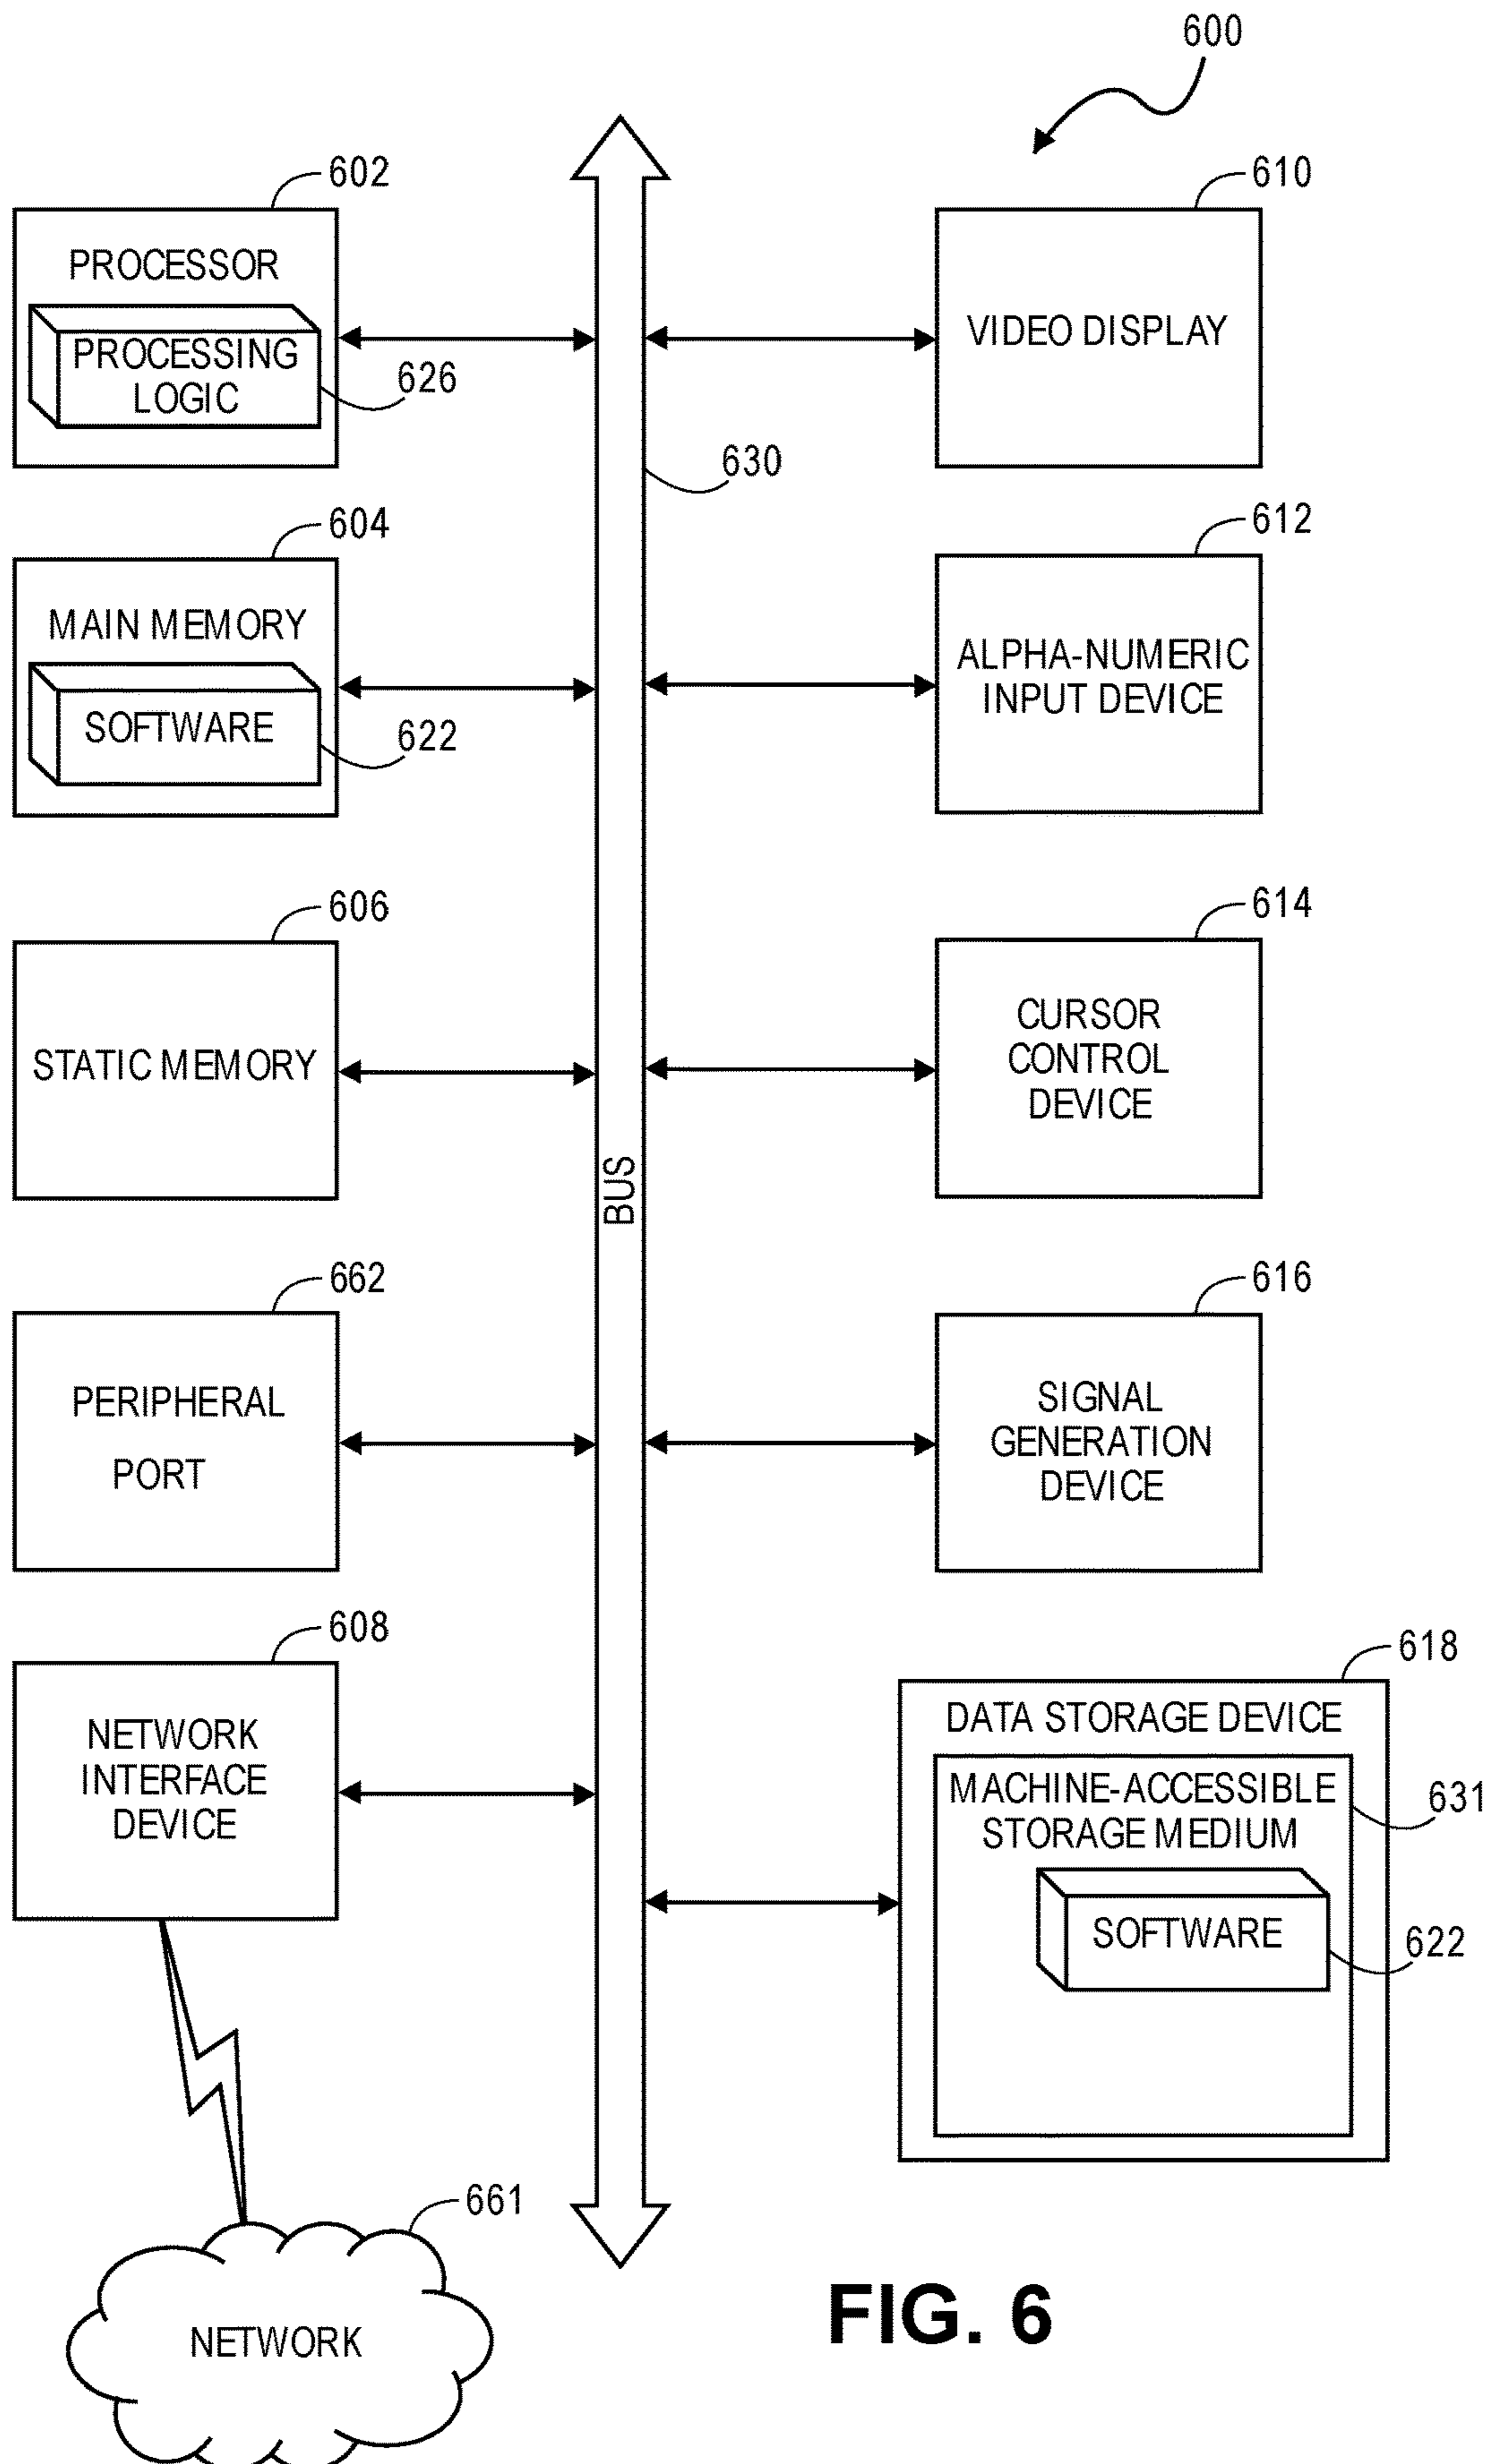 600
602
610
PROCESSOR
PROCESSING
LOGIC
626
VIDEO DISPLAY
630
604
612
MAIN MEMORY
SOFTWARE
622
ALPHA-NUMERIC
INPUT DEVICE
606
614
STATIC MEMORY
CURSOR
CONTROL
DEVICE
BUS
662
616
PERIPHERAL
PORT
SIGNAL
GENERATION
DEVICE
608
618
NETWORK
INTERFACE
DEVICE
DATA STORAGE DEVICE
MACHINE-ACCESSIBLE
STORAGE MEDIUM
631
SOFTWARE
622
661
NETWORK
FIG. 6